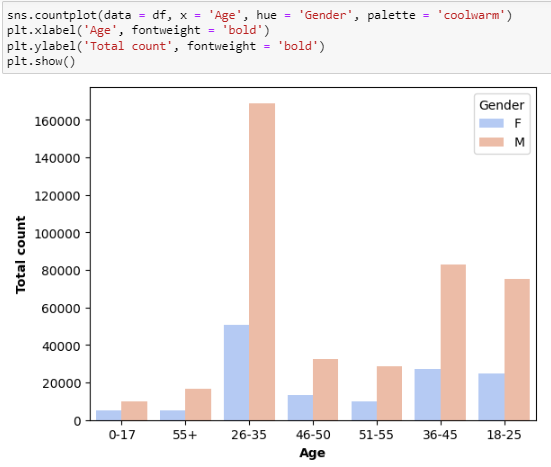 sns.countplot(data = df, x = 'Age', hue = 'Gender', palette = 'coolwarm')
plt.xlabel('Age', fontweight = 'bold')
plt.ylabel('Total count', fontweight = 'bold')
plt.show()
Gender
F
M
160000
140000
120000
100000
80000
60000
40000
20000
0
Total count
0-17 55+ 26-35 46-50 51-55 36-45 18-25
Age